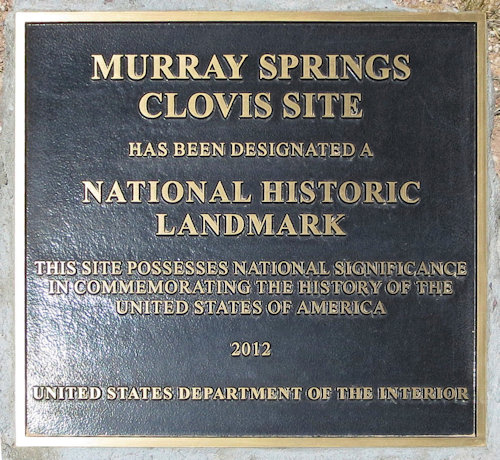 MURRAY SPRINGS
CLOVIS SITE
HAS BEEN DESIGNATED A
NATIONAL HISTORIC
LANDMARK
THIS SITE POSSESSES NATIONAL SIGNIFICANCE
IN COMMEMORATING THE HISTORY OF THE
UNITED STATES OF AMERICA
2012
UNITED STATES DEPARTMENT OF THE INTERIOR